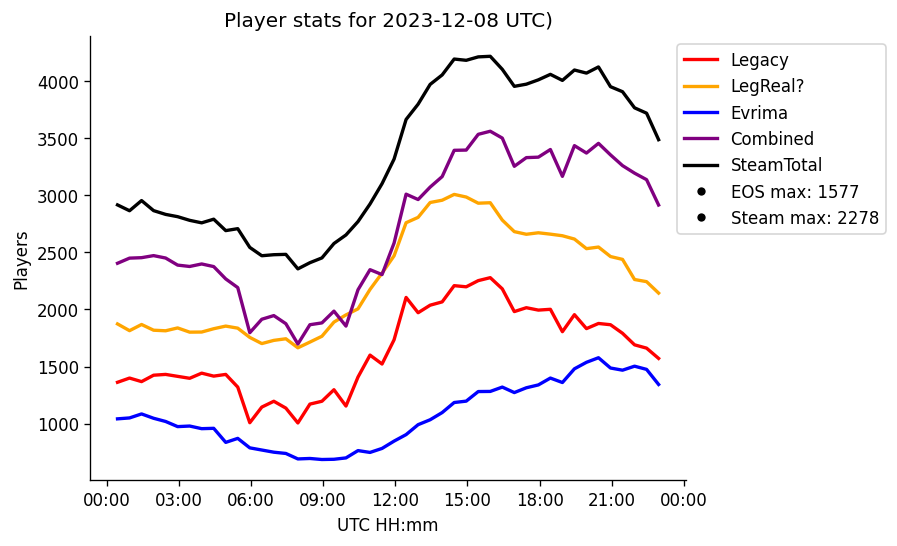 Player stats for 2023-12-08 UTC)
Players
4000
3500
3000
2500
2000
1500
1000
00:00 03:00 06:00 09:00 12:00 15:00 18:00 21:00 00:00
UTC HH:mm
Legacy
LegReal?
Evrima
Combined
SteamTotal
EOS max: 1577
Steam max: 2278